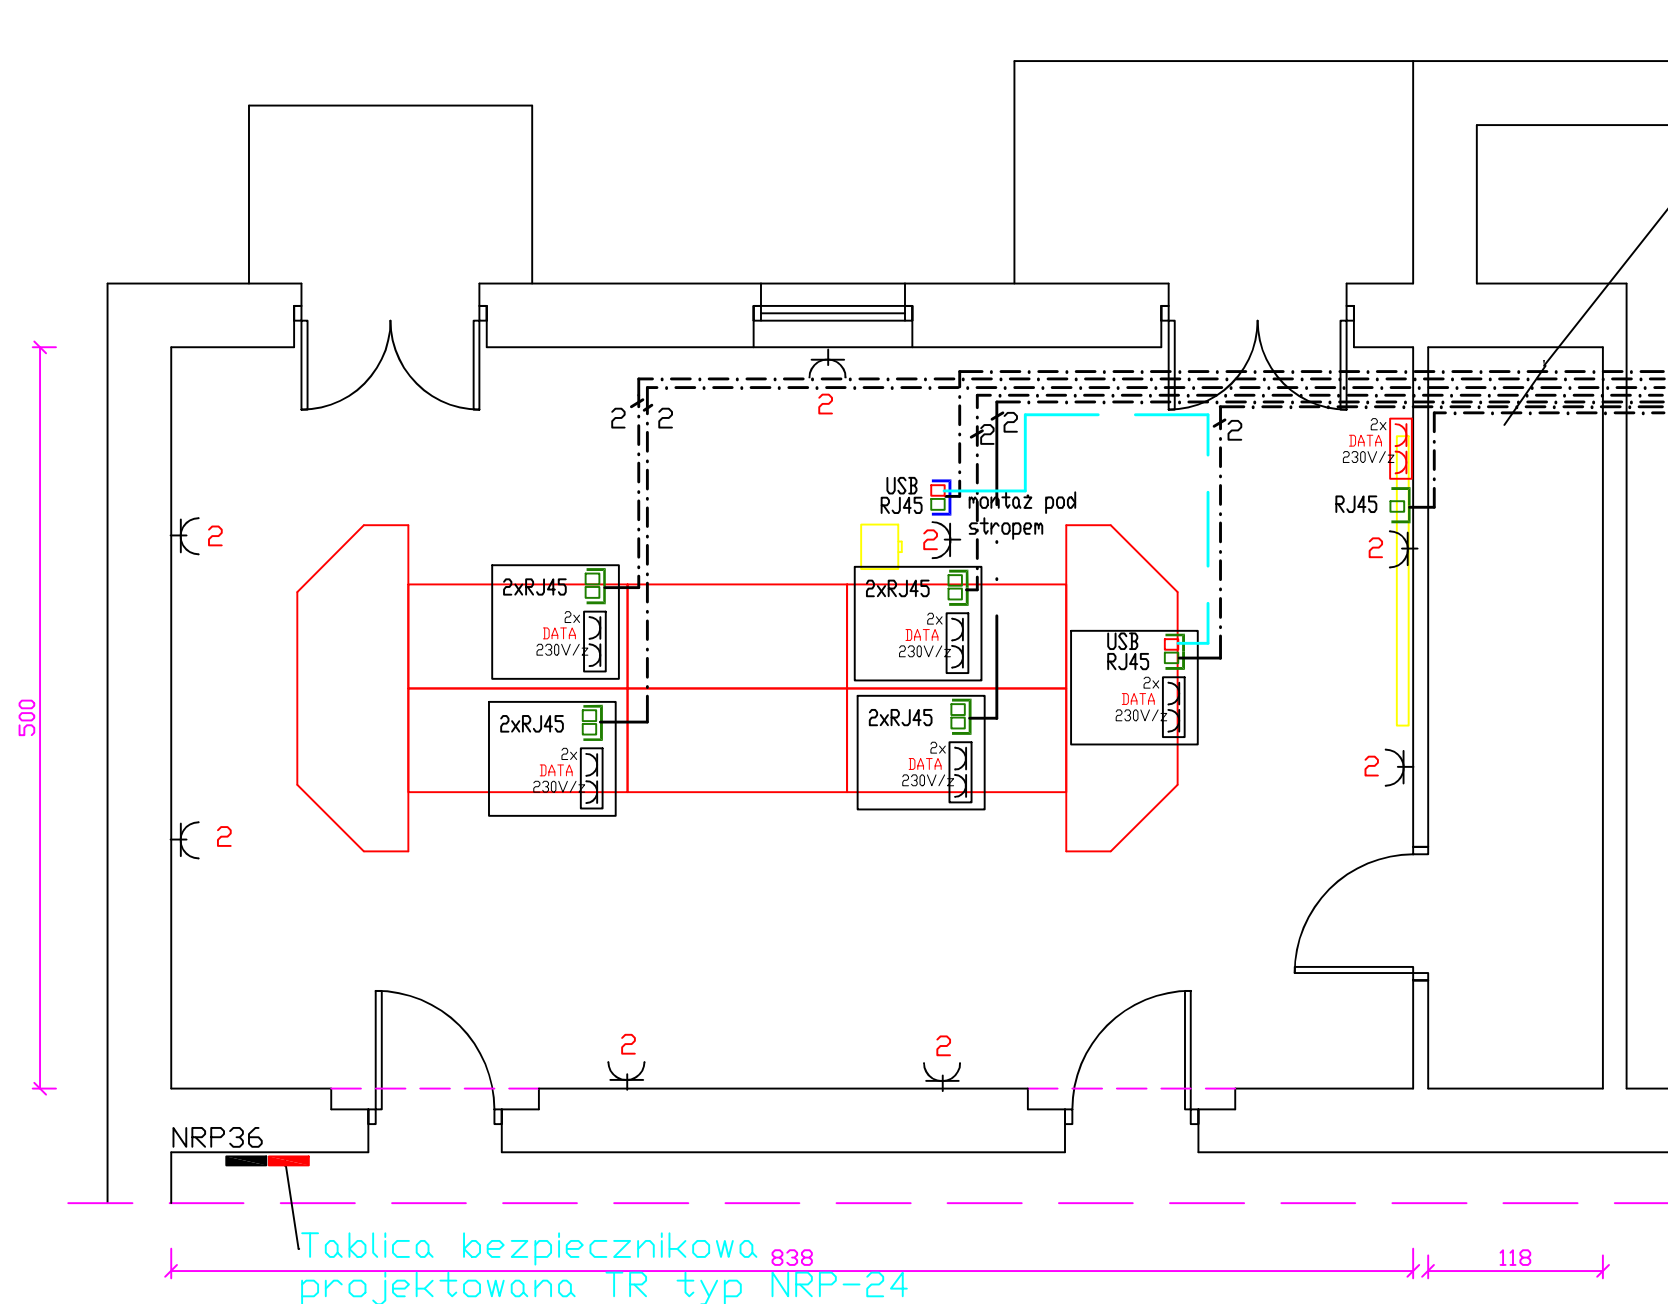 2
2
2
2
2
2
2
2x
DATA
230V/z
USB
RJ45
montaż pod
stropem
RJ45
2
2
2
2xRJ45
2x
DATA
230V/z
2xRJ45
2x
DATA
230V/z
USB
RJ45
2x
DATA
230V/z
500
2xRJ45
2x
DATA
230V/z
2xRJ45
2x
DATA
230V/z
2
2
2
2
NRP36
Tablica bezpiecznikowa
projektowana TR typ NRP-24
838
118